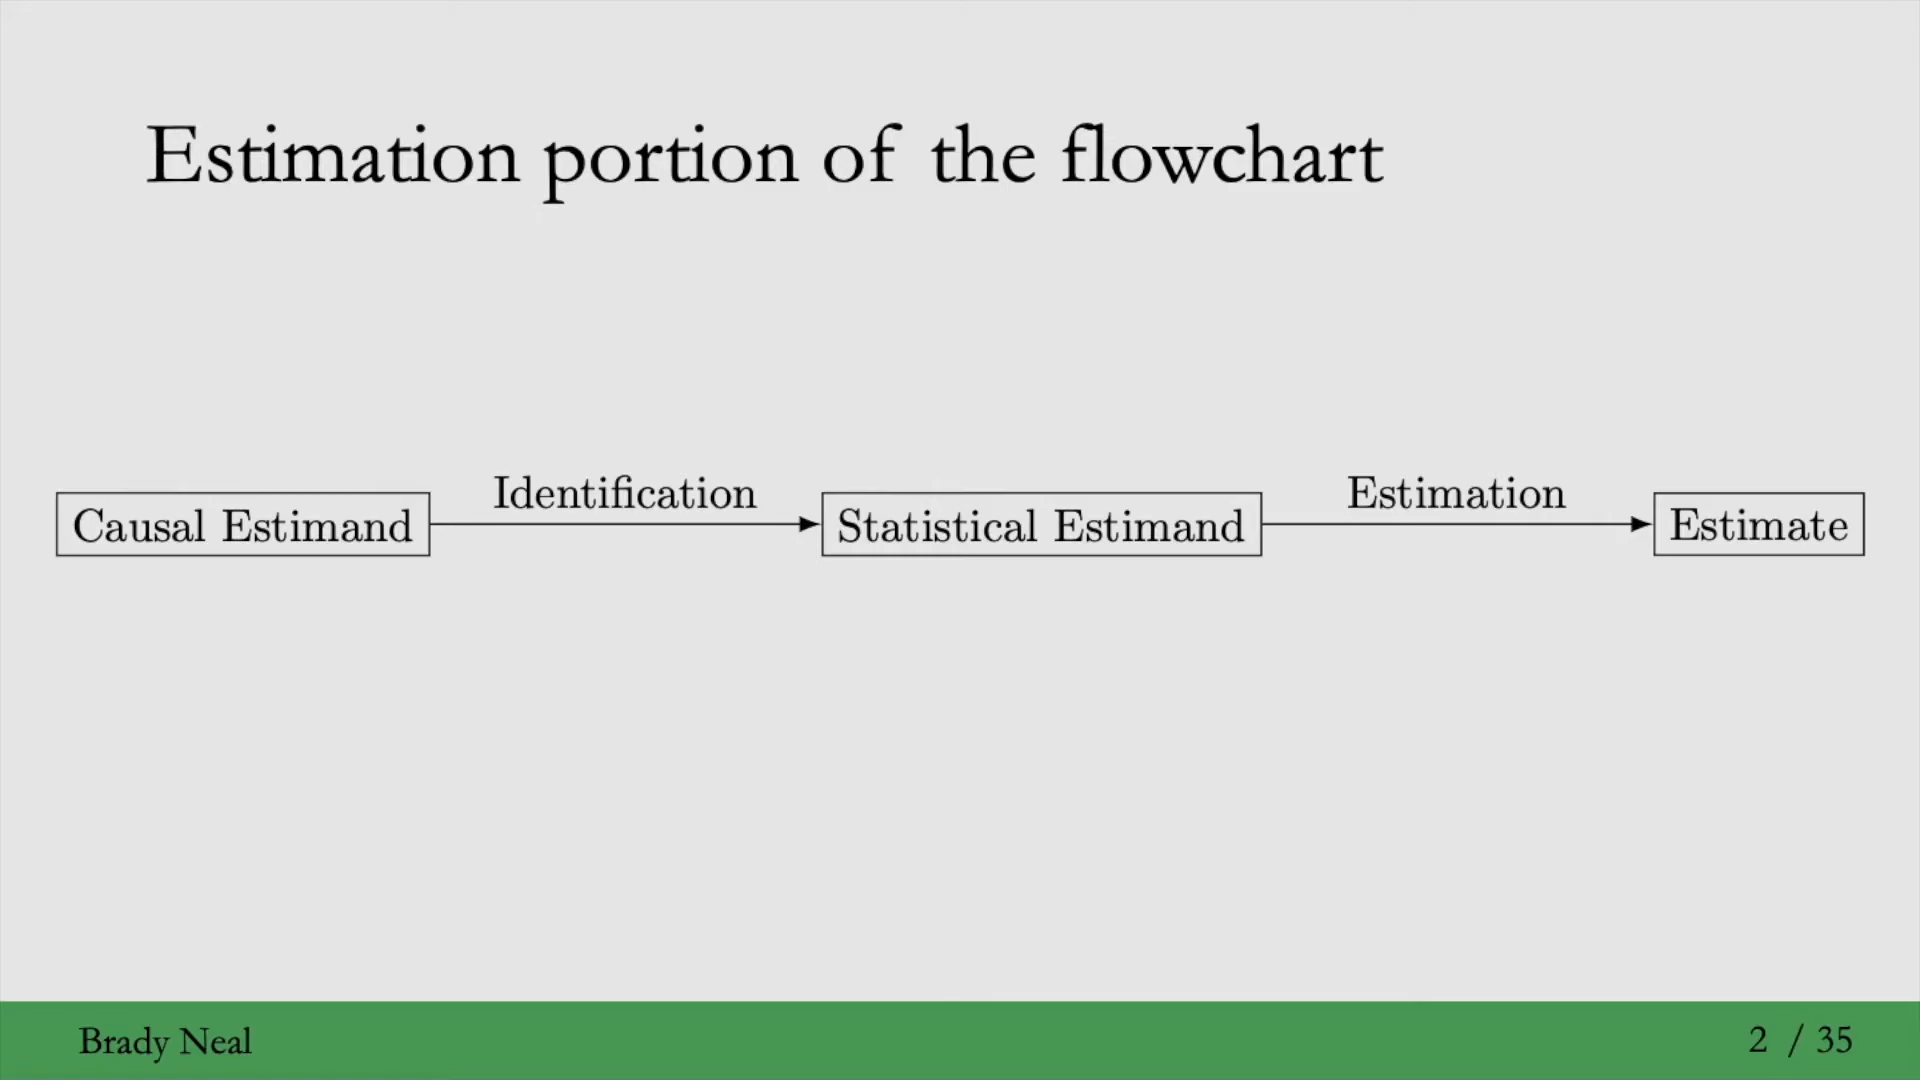 Estimation portion of the flowchart
Identification
Estimation
Causal Estimand
Statistical Estimand
Estimate
Brady Neal
2 / 35